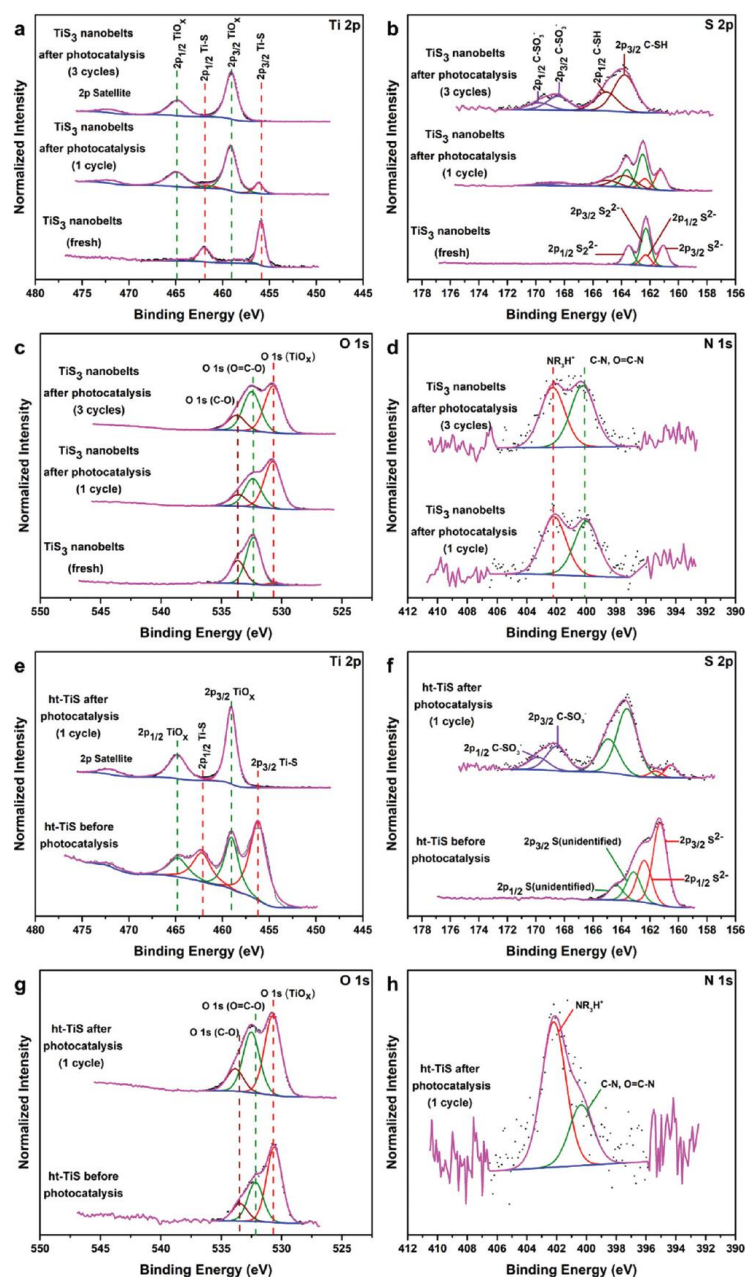 a
Ti 2p
TiS₃ nanobelts
after photocatalysis
(3 cycles)
2p Satellite
2p₁/₂ TiOₓ
2p₁/₂ Ti-S
2p₃/₂ TiOₓ
2p₃/₂ Ti-S
TiS₃ nanobelts
after photocatalysis
(1 cycle)
TiS₃ nanobelts
(fresh)
Normalized Intensity
480 475 470 465 460 455 450 445
Binding Energy (eV)
b
S 2p
TiS₃ nanobelts
after photocatalysis
(3 cycles)
2p₁/₂ C-SO₃⁻
2p₃/₂ C-SO₃⁻
2p₁/₂ C-SH
2p₃/₂ C-SH
TiS₃ nanobelts
after photocatalysis
(1 cycle)
TiS₃ nanobelts
(fresh)
2p₃/₂ S₂²⁻
2p₁/₂ S²⁻
2p₁/₂ S₂²⁻
2p₃/₂ S²⁻
Normalized Intensity
178 176 174 172 170 168 166 164 162 160 158
Binding Energy (eV)
c
O 1s
TiS₃ nanobelts
after photocatalysis
(3 cycles)
O 1s (TiOₓ)
O 1s (O=C-O)
O 1s (C-O)
TiS₃ nanobelts
after photocatalysis
(1 cycle)
TiS₃ nanobelts
(fresh)
Normalized Intensity
550 545 540 535 530 525
Binding Energy (eV)
d
N 1s
NR₃H⁺
C-N, O=C-N
TiS₃ nanobelts
after photocatalysis
(3 cycles)
TiS₃ nanobelts
after photocatalysis
(1 cycle)
Normalized Intensity
412 410 408 406 404 402 400 398 396 394 392 390
Binding Energy (eV)
e
Ti 2p
ht-TiS after
photocatalysis
(1 cycle)
2p Satellite
2p₁/₂ TiOₓ
2p₁/₂ Ti-S
2p₃/₂ TiOₓ
2p₃/₂ Ti-S
ht-TiS before
photocatalysis
Normalized Intensity
480 475 470 465 460 455 450 445
Binding Energy (eV)
f
S 2p
ht-TiS after
photocatalysis
(1 cycle)
2p₃/₂ C-SO₃⁻
2p₁/₂ C-SO₃⁻
ht-TiS before
photocatalysis
2p₃/₂ S(unidentified)
2p₁/₂ S(unidentified)
2p₃/₂ S²⁻
2p₁/₂ S²⁻
Normalized Intensity
178 176 174 172 170 168 166 164 162 160 158 156
Binding Energy (eV)
g
O 1s
ht-TiS after
photocatalysis
(1 cycle)
O 1s (TiOₓ)
O 1s (O=C-O)
O 1s (C-O)
ht-TiS before
photocatalysis
Normalized Intensity
550 545 540 535 530 525
Binding Energy (eV)
h
N 1s
NR₃H⁺
C-N, O=C-N
ht-TiS after
photocatalysis
(1 cycle)
Normalized Intensity
412 410 408 406 404 402 400 398 396 394 392 390
Binding Energy (eV)